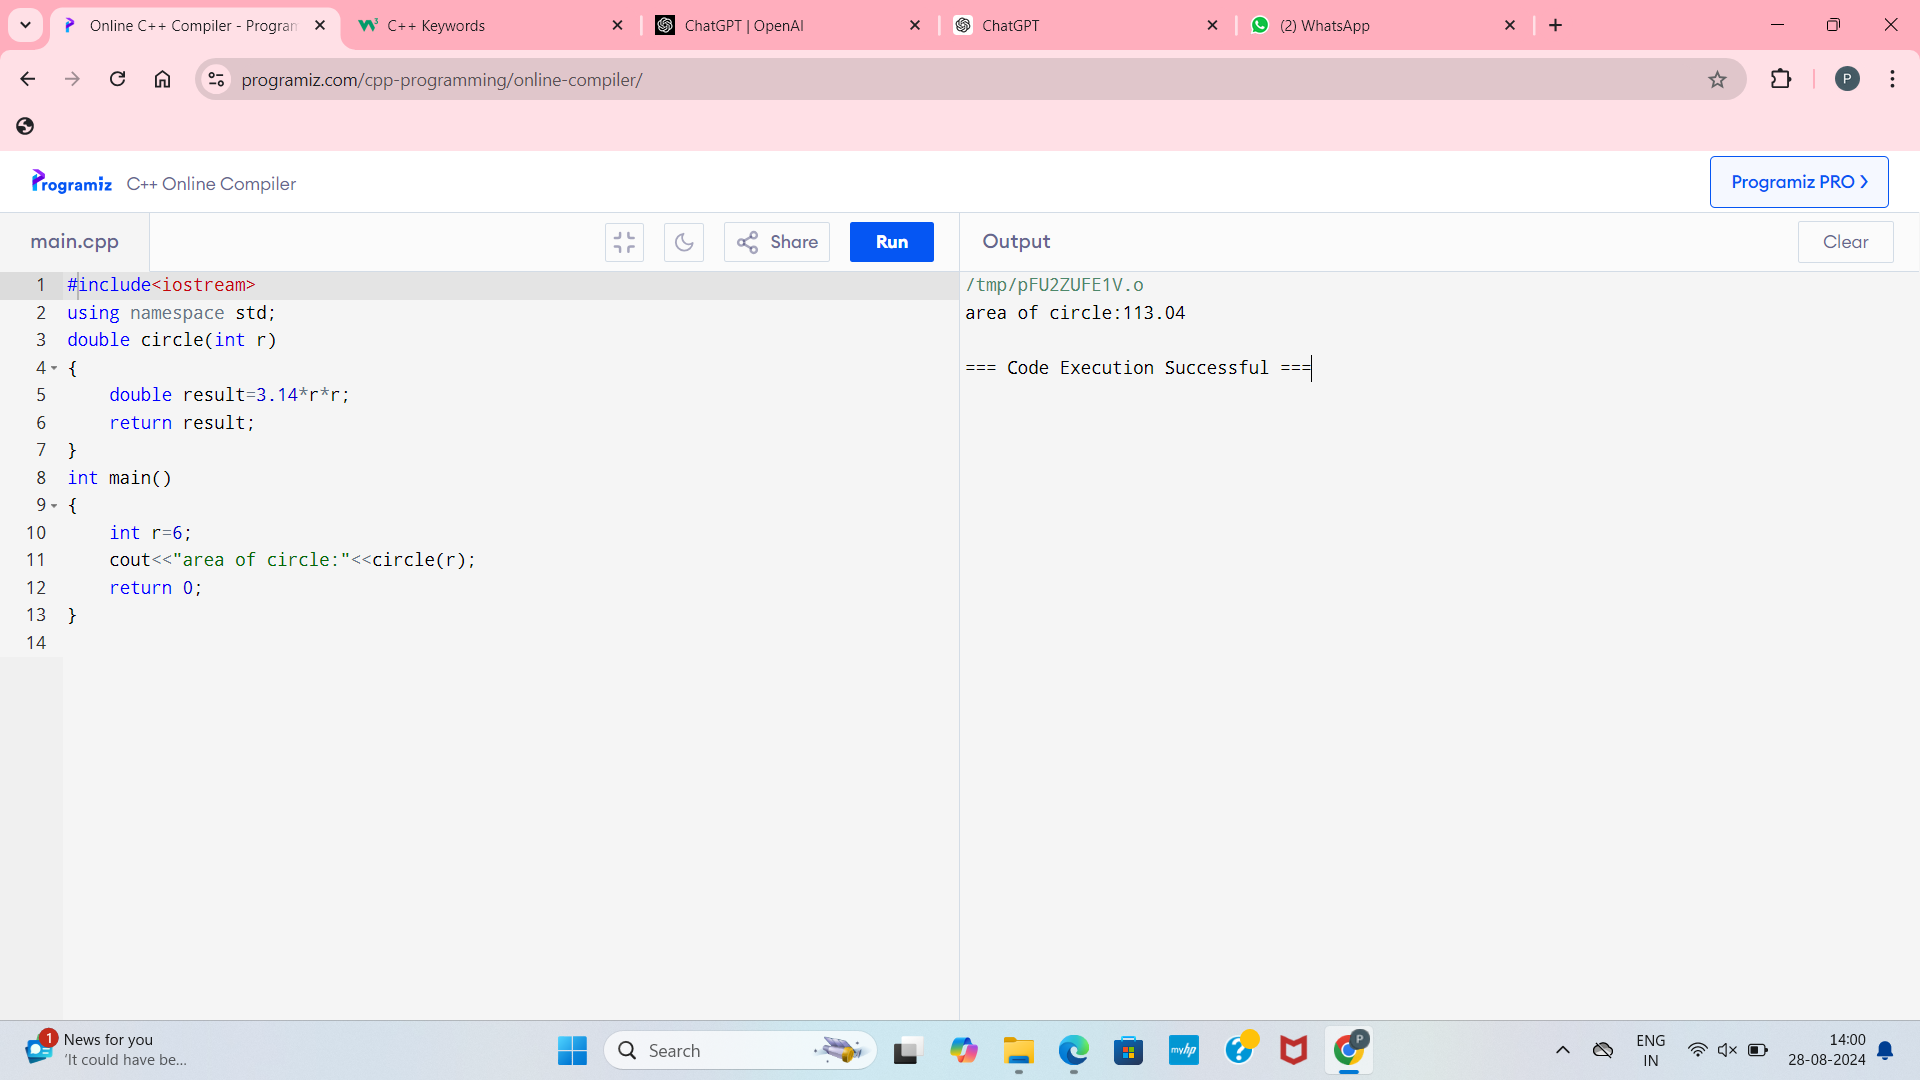 Online C++ Compiler - Program
C++ Keywords
ChatGPT | OpenAI
ChatGPT
(2) WhatsApp
programiz.com/cpp-programming/online-compiler/
P
Programiz C++ Online Compiler
Programiz PRO >
main.cpp
Share
Run
Output
Clear
1 #include<iostream>
2 using namespace std;
3 double circle(int r)
4 {
5 double result=3.14*r*r;
6 return result;
7 }
8 int main()
9 {
10 int r=6;
11 cout<<"area of circle:"<<circle(r);
12 return 0;
13 }
14
/tmp/pFU2ZUFE1V.o
area of circle:113.04
=== Code Execution Successful ===
1
News for you
'It could have be...
Search
myhp
P
ENG
IN
14:00
28-08-2024